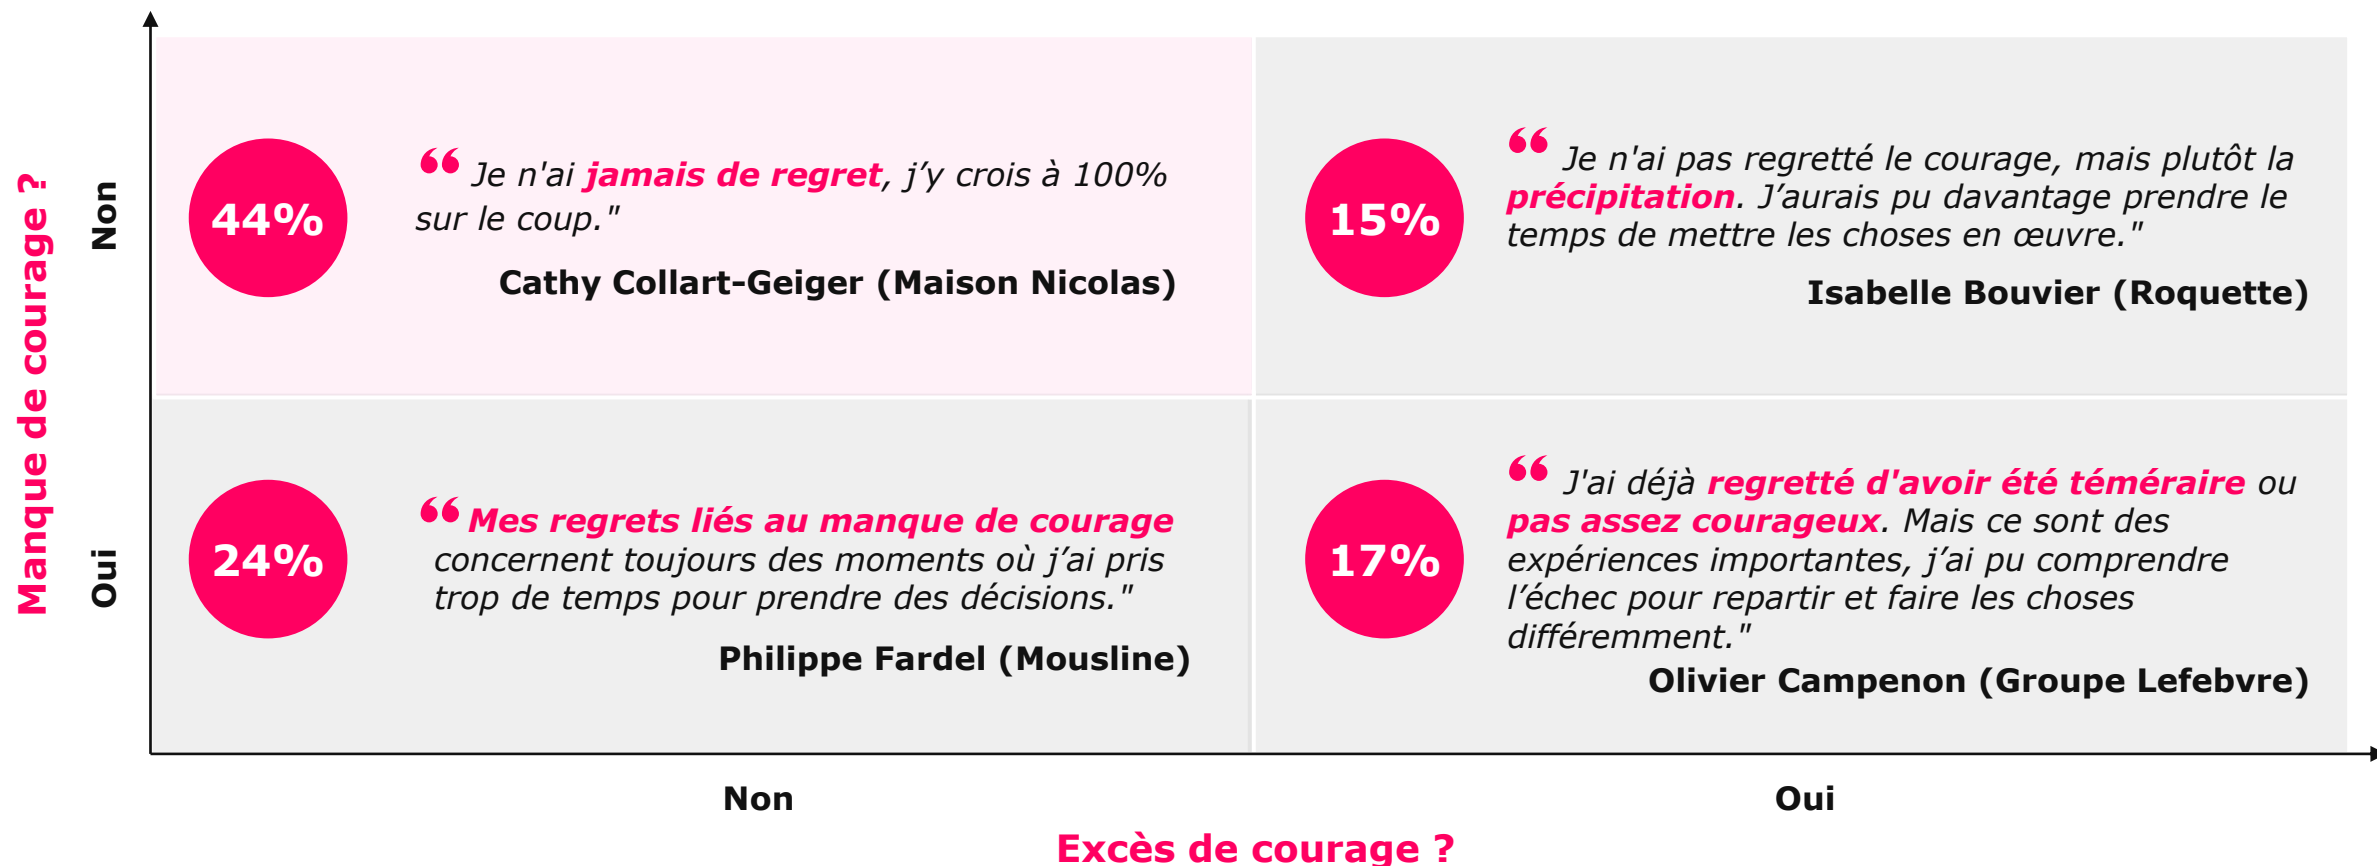 Manque de courage ?
Non
Oui
44%
“ Je n'ai jamais de regret, j’y crois à 100%
sur le coup."
Cathy Collart-Geiger (Maison Nicolas)
15%
“ Je n'ai pas regretté le courage, mais plutôt la
précipitation. J’aurais pu davantage prendre le
temps de mettre les choses en œuvre."
Isabelle Bouvier (Roquette)
24%
“ Mes regrets liés au manque de courage
concernent toujours des moments où j’ai pris
trop de temps pour prendre des décisions."
Philippe Fardel (Mousline)
17%
“ J'ai déjà regretté d'avoir été téméraire ou
pas assez courageux. Mais ce sont des
expériences importantes, j’ai pu comprendre
l’échec pour repartir et faire les choses
différemment."
Olivier Campenon (Groupe Lefebvre)
Non
Oui
Excès de courage ?